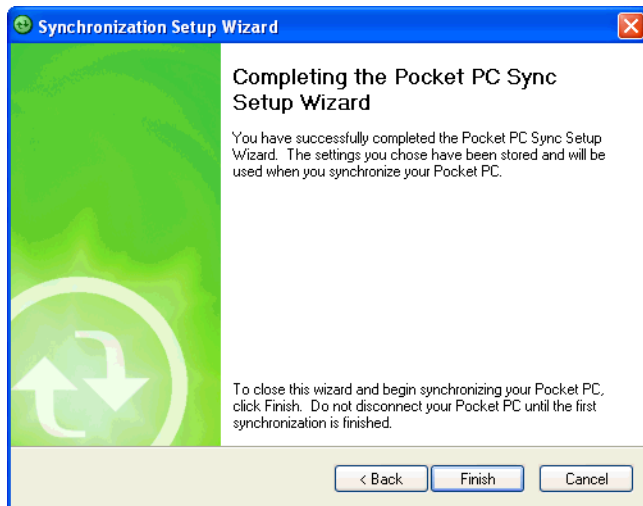 Synchronization Setup Wizard
Completing the Pocket PC Sync
Setup Wizard
You have successfully completed the Pocket PC Sync Setup
Wizard. The settings you chose have been stored and will be
used when you synchronize your Pocket PC.
To close this wizard and begin synchronizing your Pocket PC,
click Finish. Do not disconnect your Pocket PC until the first
synchronization is finished.
< Back Finish Cancel